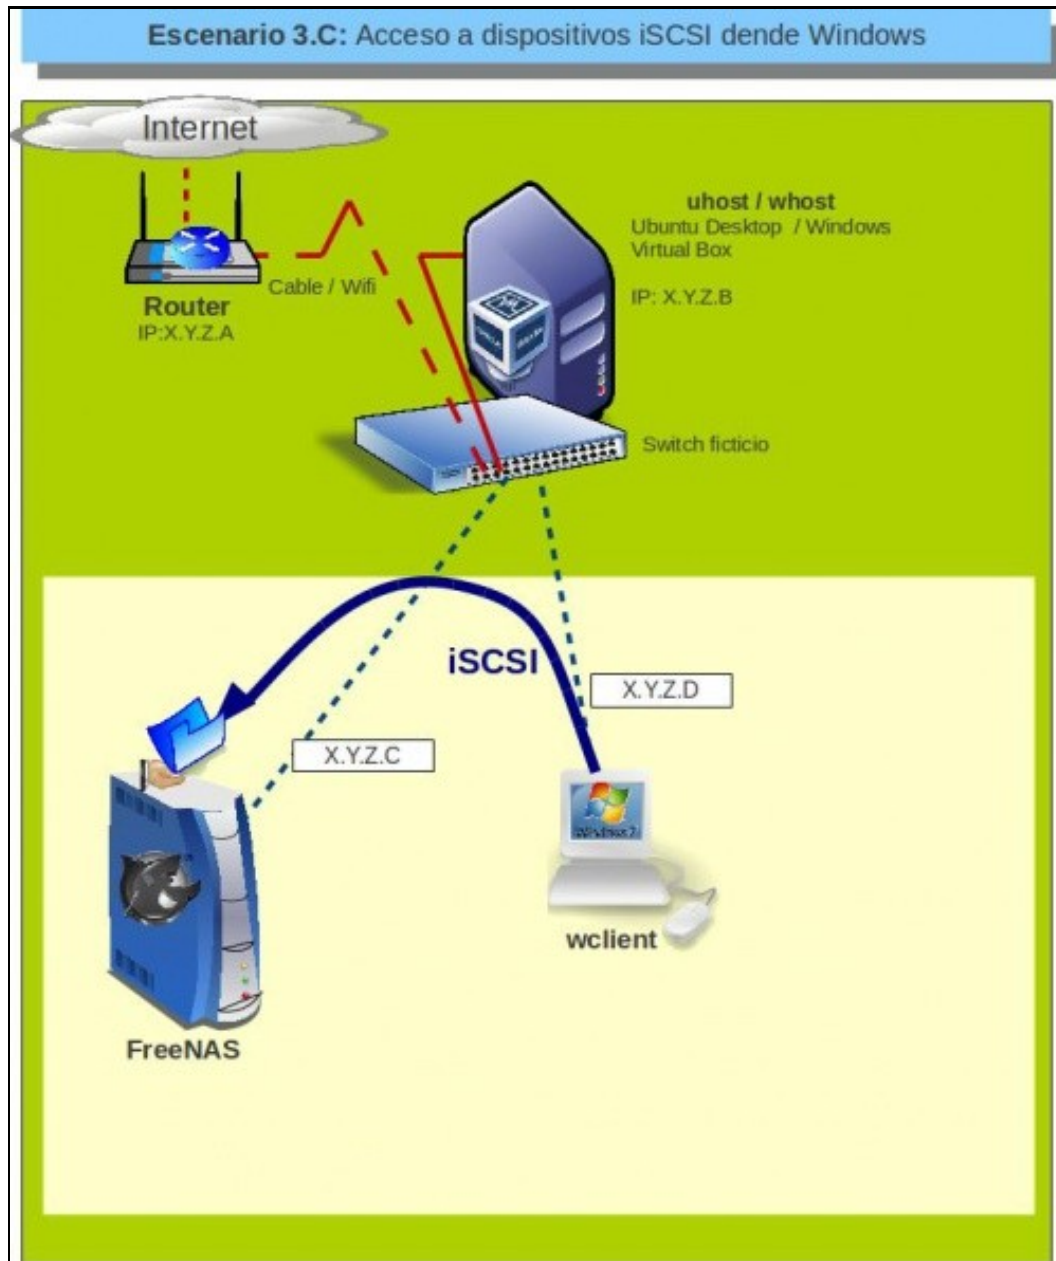 Escenario 3.C: Acceso a dispositivos iSCSI dende Windows
Internet
uhost / whost
Ubuntu Desktop / Windows
Virtual Box
IP: X.Y.Z.B
Cable / Wifi
Router
IP:X.Y.Z.A
Switch ficticio
iSCSI
X.Y.Z.D
X.Y.Z.C
wclient
FreeNAS